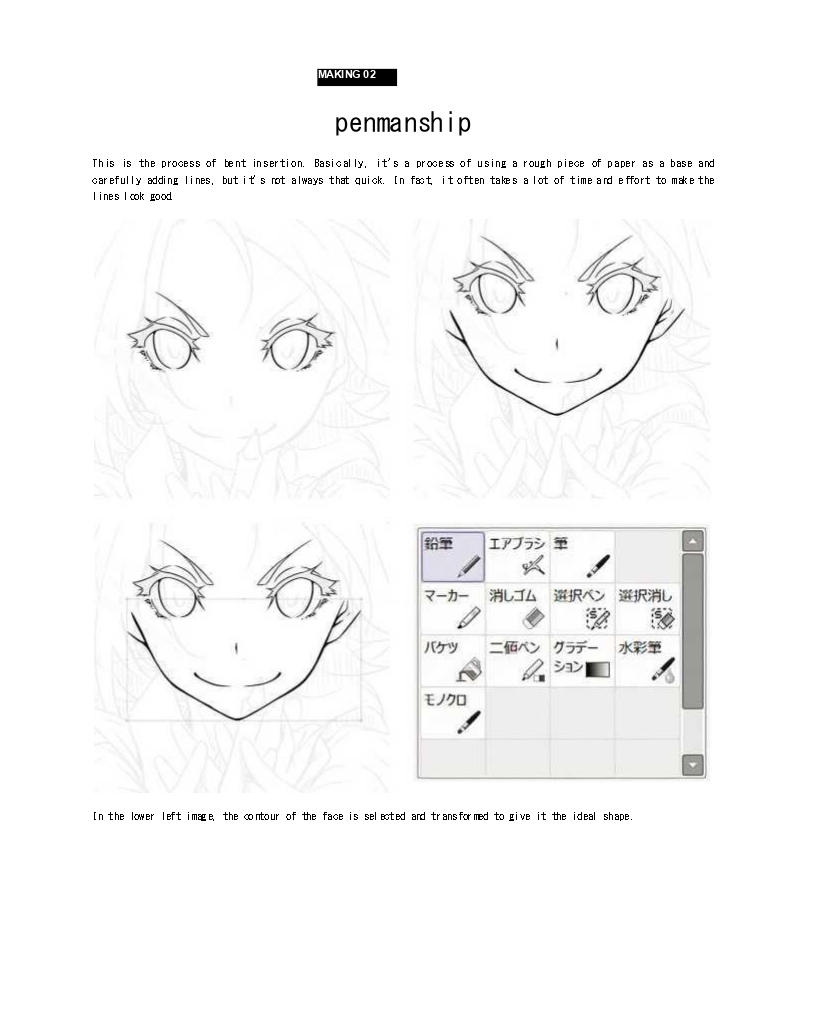 MAKING 02
penmanship
This is the process of bent insertion. Basically, it's a process of using a rough piece of paper as a base and
carefully adding lines, but it's not always that quick. In fact, it often takes a lot of time and effort to make the
lines look good.
鉛筆 エアブラシ 筆
マーカー 消しゴム 選択ペン 選択消し
バケツ 二値ペン グラデーション 水彩筆
モノクロ
In the lower left image, the contour of the face is selected and transformed to give it the ideal shape.